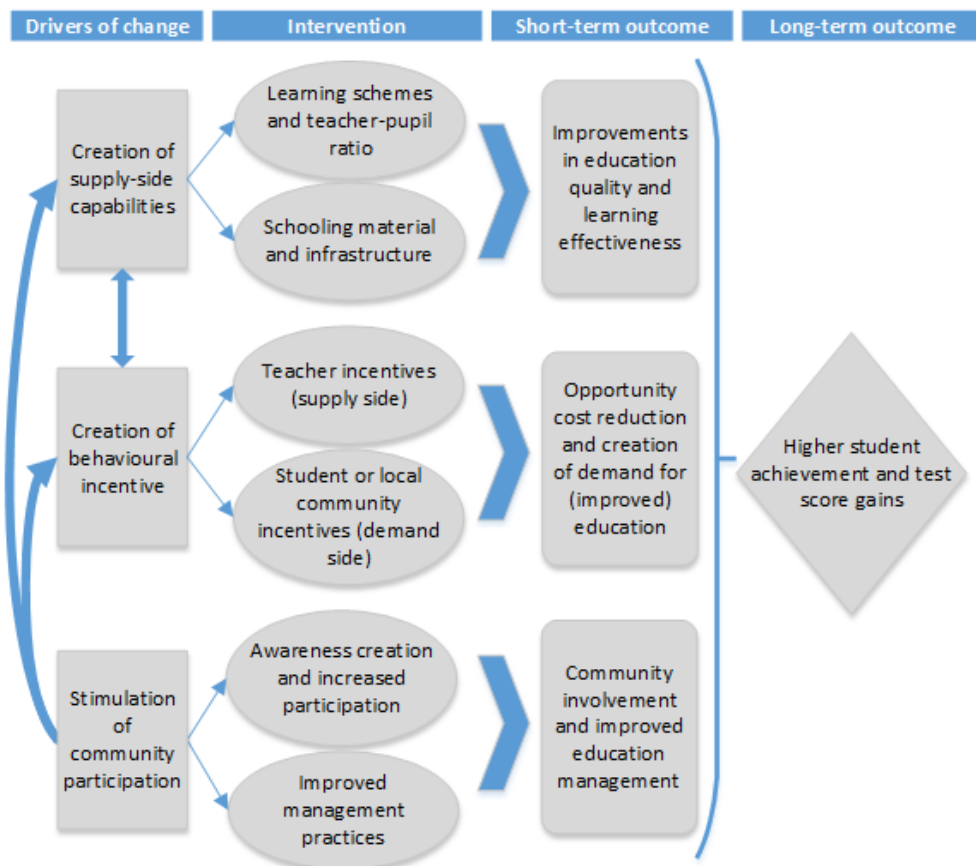 Drivers of change
Intervention
Short-term outcome
Long-term outcome
Creation of
supply-side
capabilities
Learning schemes
and teacher-pupil
ratio
Schooling material
and infrastructure
Improvements
in education
quality and
learning
effectiveness
Creation of
behavioural
incentive
Teacher incentives
(supply side)
Student or local
community
incentives (demand
side)
Opportunity
cost reduction
and creation
of demand for
(improved)
education
Higher student
achievement and test
score gains
Stimulation
of
community
participation
Awareness creation
and increased
participation
Improved
management
practices
Community
involvement
and improved
education
management